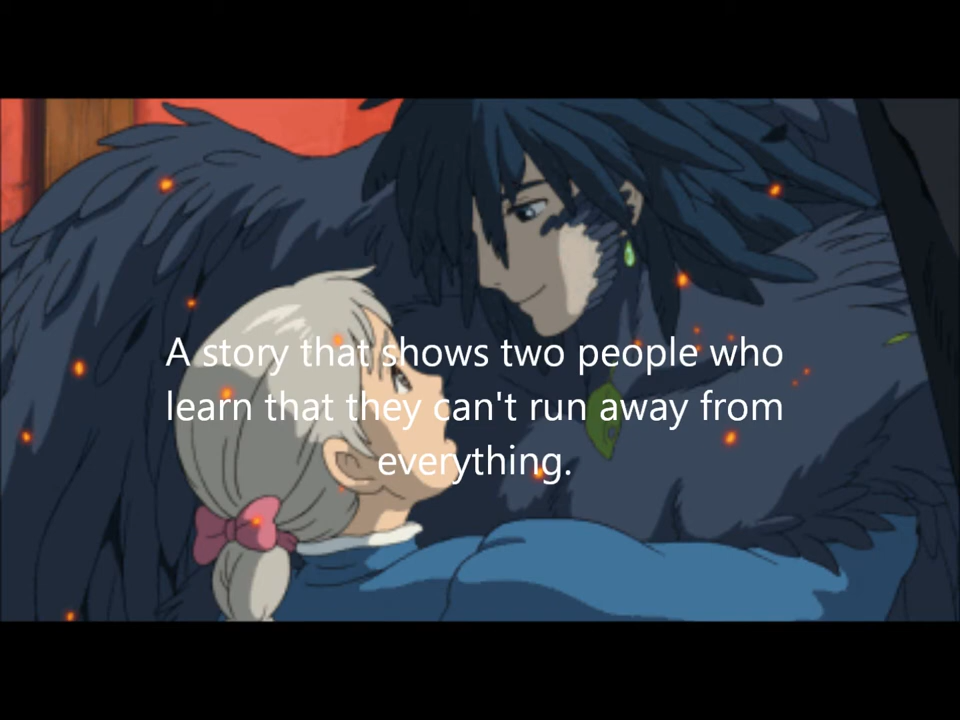 A story that shows two people who
learn that they can't run away from
everything.